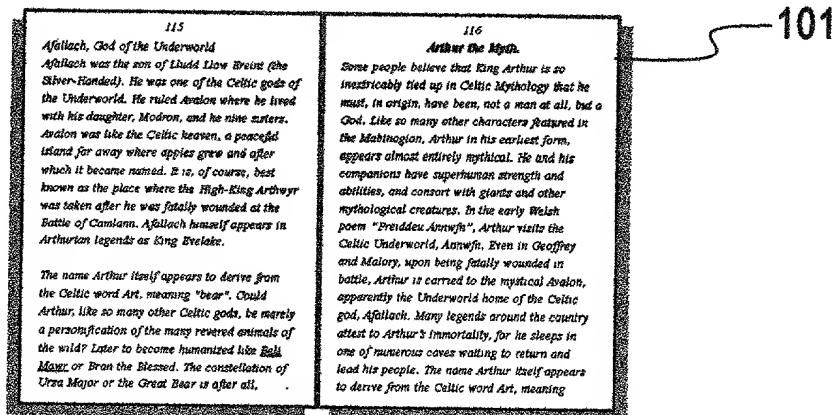 115
Afallach, God of the Underworld
Afallach was the son of Lludd Llaw Ereint (the
Silver-Handed). He was one of the Celtic gods of
the Underworld. He ruled Avalon where he lived
with his daughter, Modron, and he nine sisters.
Avalon was like the Celtic heaven, a peaceful
island far away where apples grew and after
which it became named. It is, of course, best
known as the place where the High-King Arthwyr
was taken after he was fatally wounded at the
Battle of Camlann. Afallach himself appears in
Arthurian legends as King Evelake.
The name Arthur itself appears to derive from
the Celtic word Art, meaning "bear". Could
Arthur, like so many other Celtic gods, be merely
a personification of the many revered animals of
the wild? Later to become humanized like Beli
Mawr or Bran the Blessed. The constellation of
Ursa Major or the Great Bear is after all,
116
Arthur the Myth.
Some people believe that King Arthur is so
inextricably tied up in Celtic Mythology that he
must, in origin, have been, not a man at all, but a
God. Like so many other characters featured in
the Mabinogion, Arthur in his earliest form,
appears almost entirely mythical. He and his
companions have superhuman strength and
abilities, and consort with giants and other
mythological creatures. In the early Welsh
poem "Preiddeu Annwfn", Arthur visits the
Celtic Underworld, Annwfn, Even in Geoffrey
and Malory, upon being fatally wounded in
battle, Arthur is carried to the mystical Avalon,
apparently the Underworld home of the Celtic
god, Afallach. Many legends around the country
attest to Arthur's immortality, for he sleeps in
one of numerous caves waiting to return and
lead his people. The name Arthur itself appears
to derive from the Celtic word Art, meaning
101